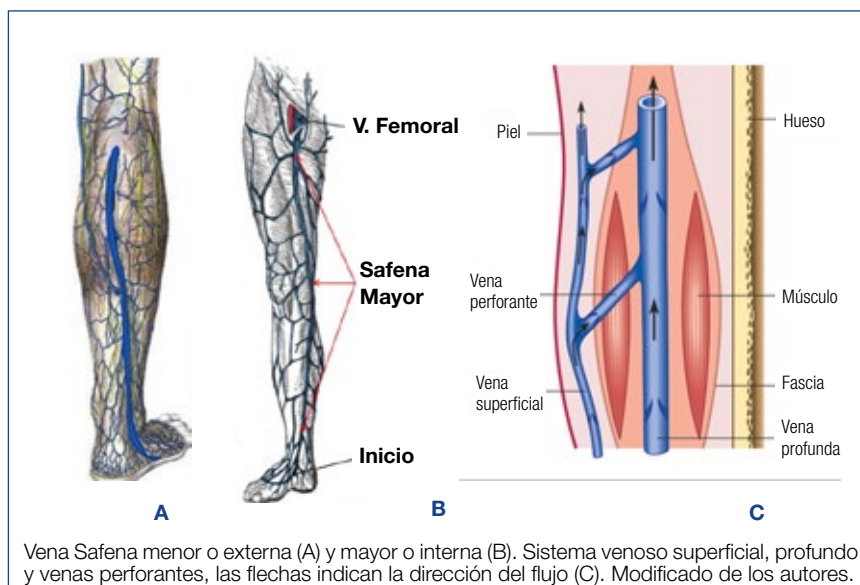 V. Femoral
Safena
Mayor
Inicio
A
B
Piel
Hueso
Vena
perforante
Músculo
Vena
superficial
Fascia
Vena
profunda
C
Vena Safena menor o externa (A) y mayor o interna (B). Sistema venoso superficial, profundo
y venas perforantes, las flechas indican la dirección del flujo (C). Modificado de los autores.